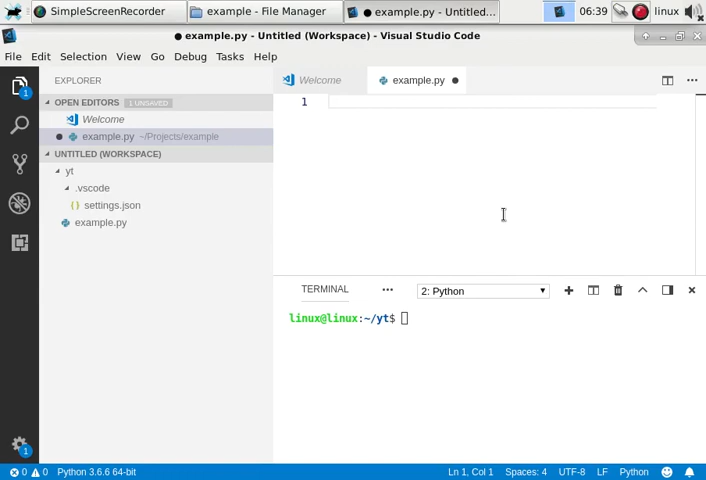 SimpleScreenRecorder
example - File Manager
● example.py - Untitled...
06:39
linux
● example.py - Untitled (Workspace) - Visual Studio Code
File Edit Selection View Go Debug Tasks Help
EXPLORER
OPEN EDITORS 1 UNSAVED
Welcome
example.py ~/Projects/example
UNTITLED (WORKSPACE)
yt
.vscode
{ } settings.json
example.py
1
1
Welcome
example.py ●
1
TERMINAL
2: Python
linux@linux:~/yt$
0 0 Python 3.6.6 64-bit
Ln 1, Col 1 Spaces: 4 UTF-8 LF Python